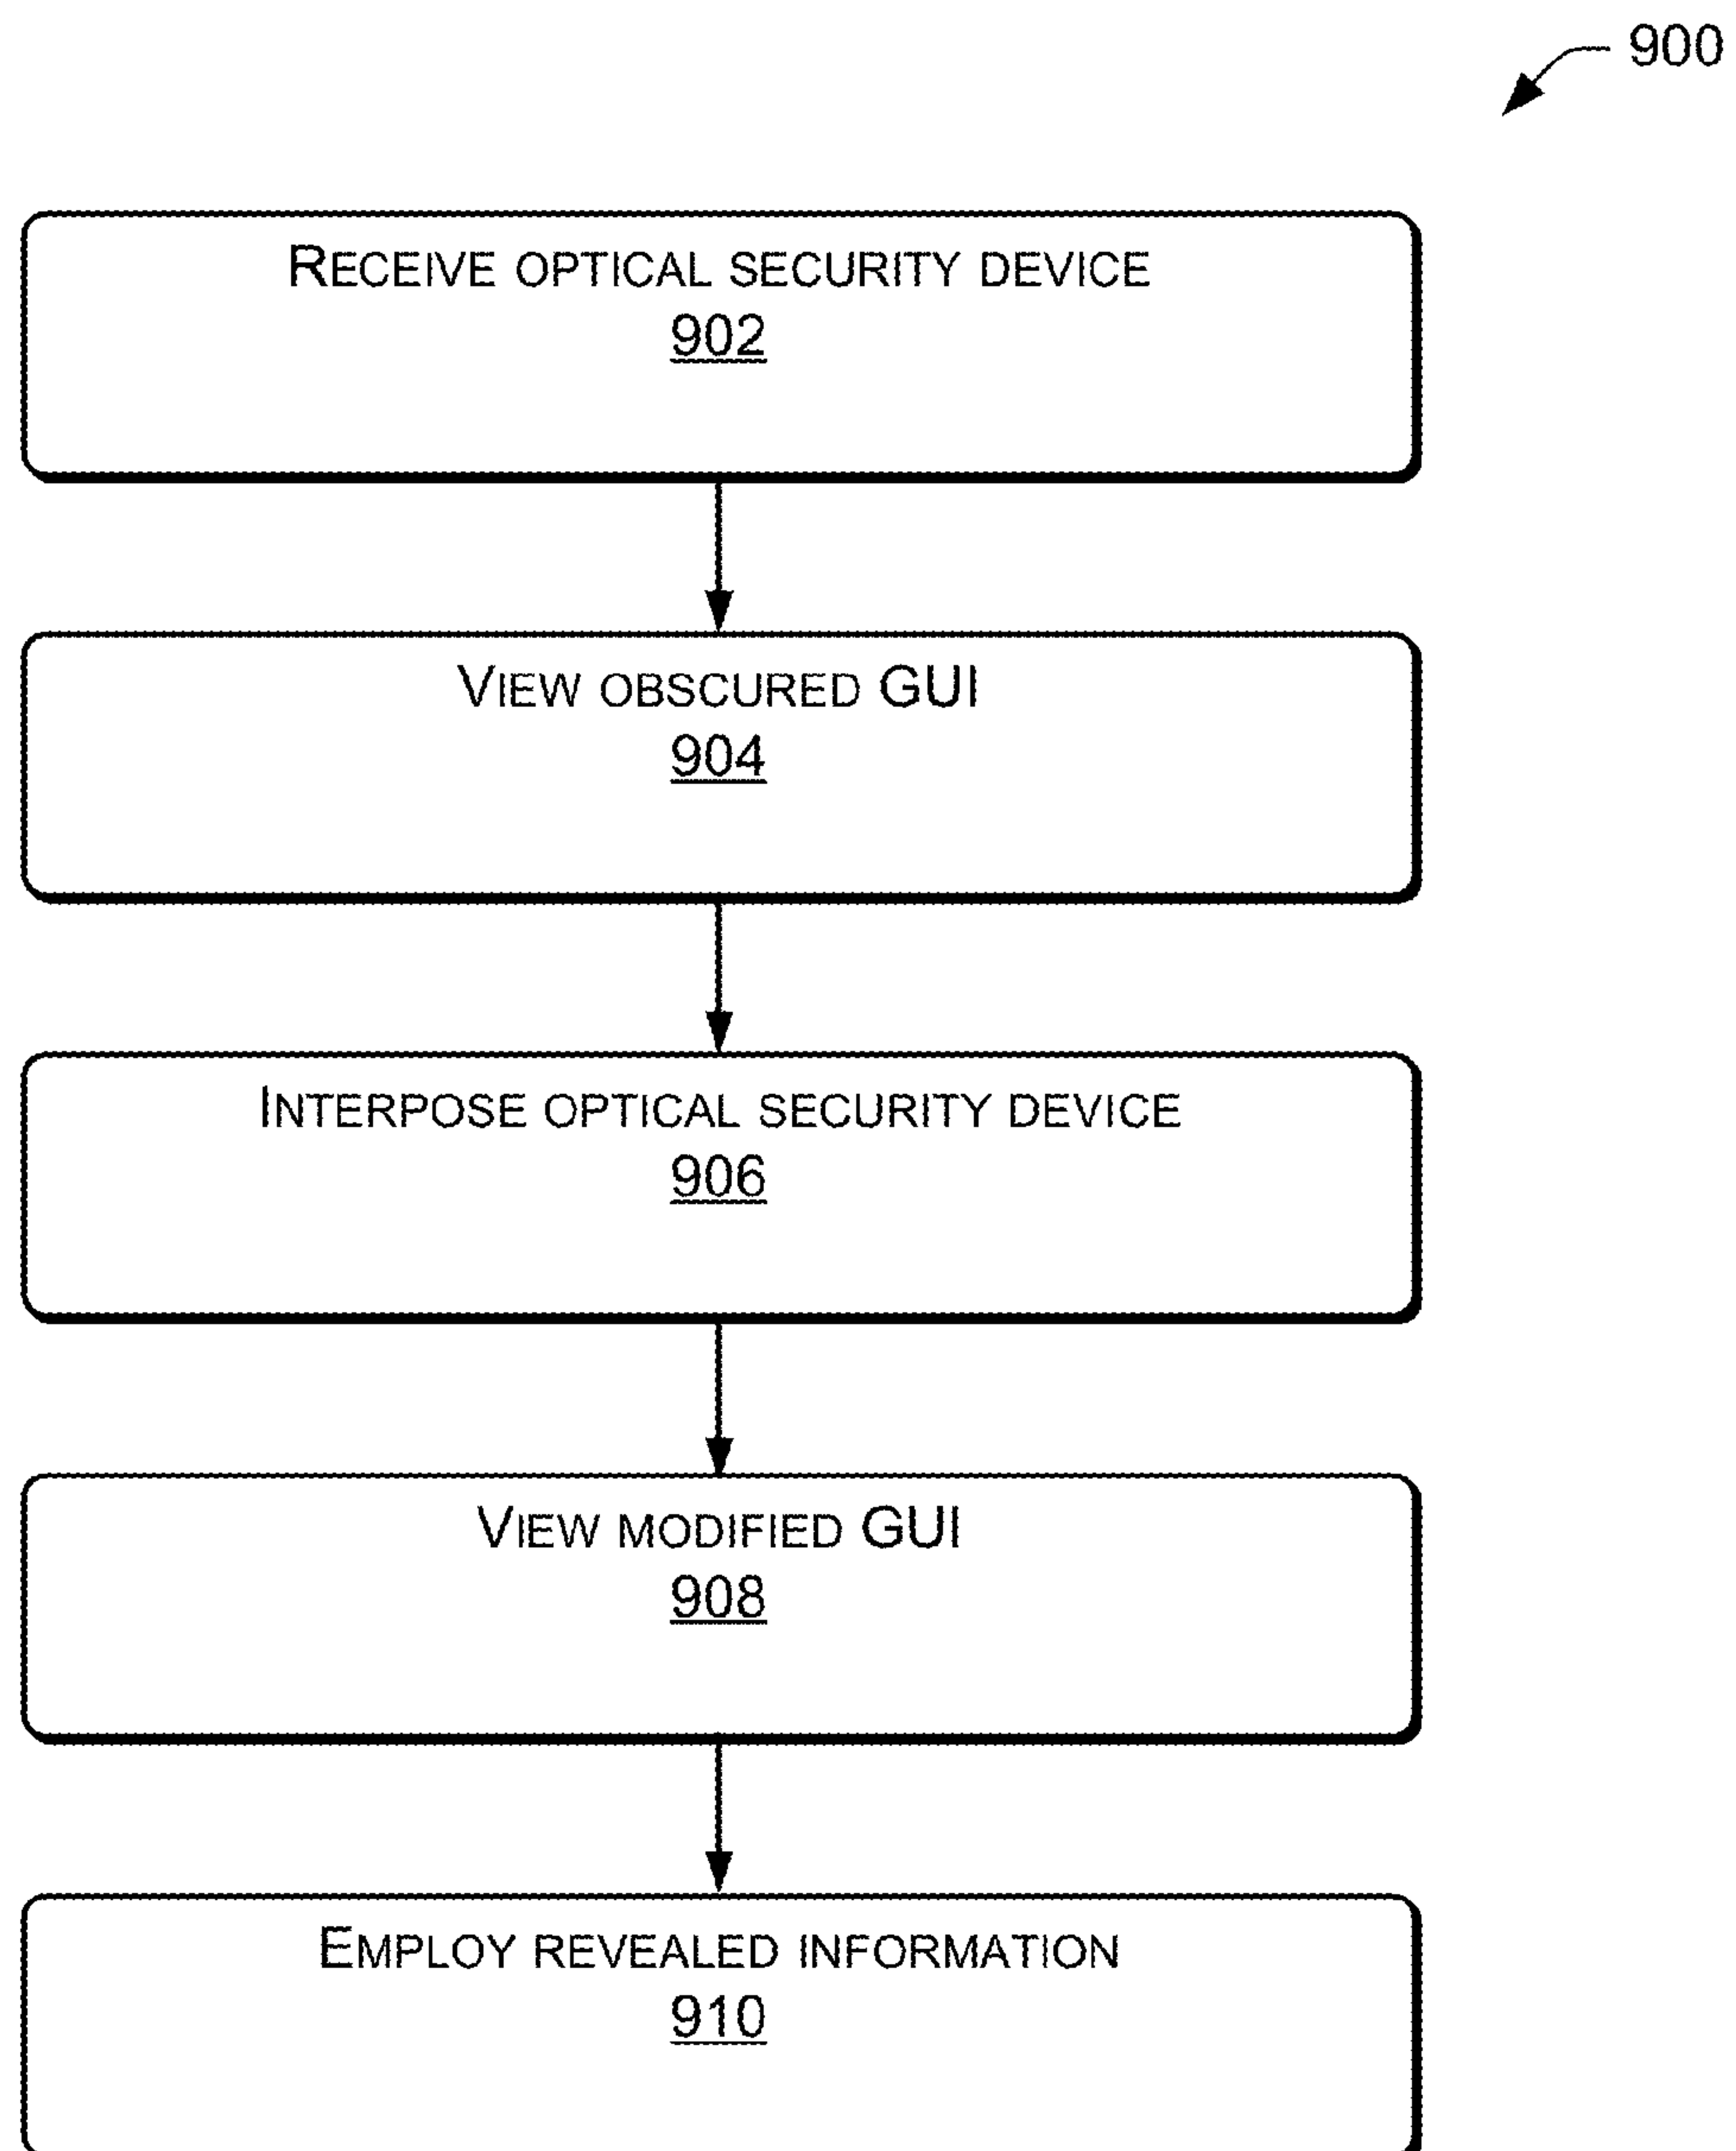 900
RECEIVE OPTICAL SECURITY DEVICE
902
VIEW OBSCURED GUI
904
INTERPOSE OPTICAL SECURITY DEVICE
906
VIEW MODIFIED GUI
908
EMPLOY REVEALED INFORMATION
910